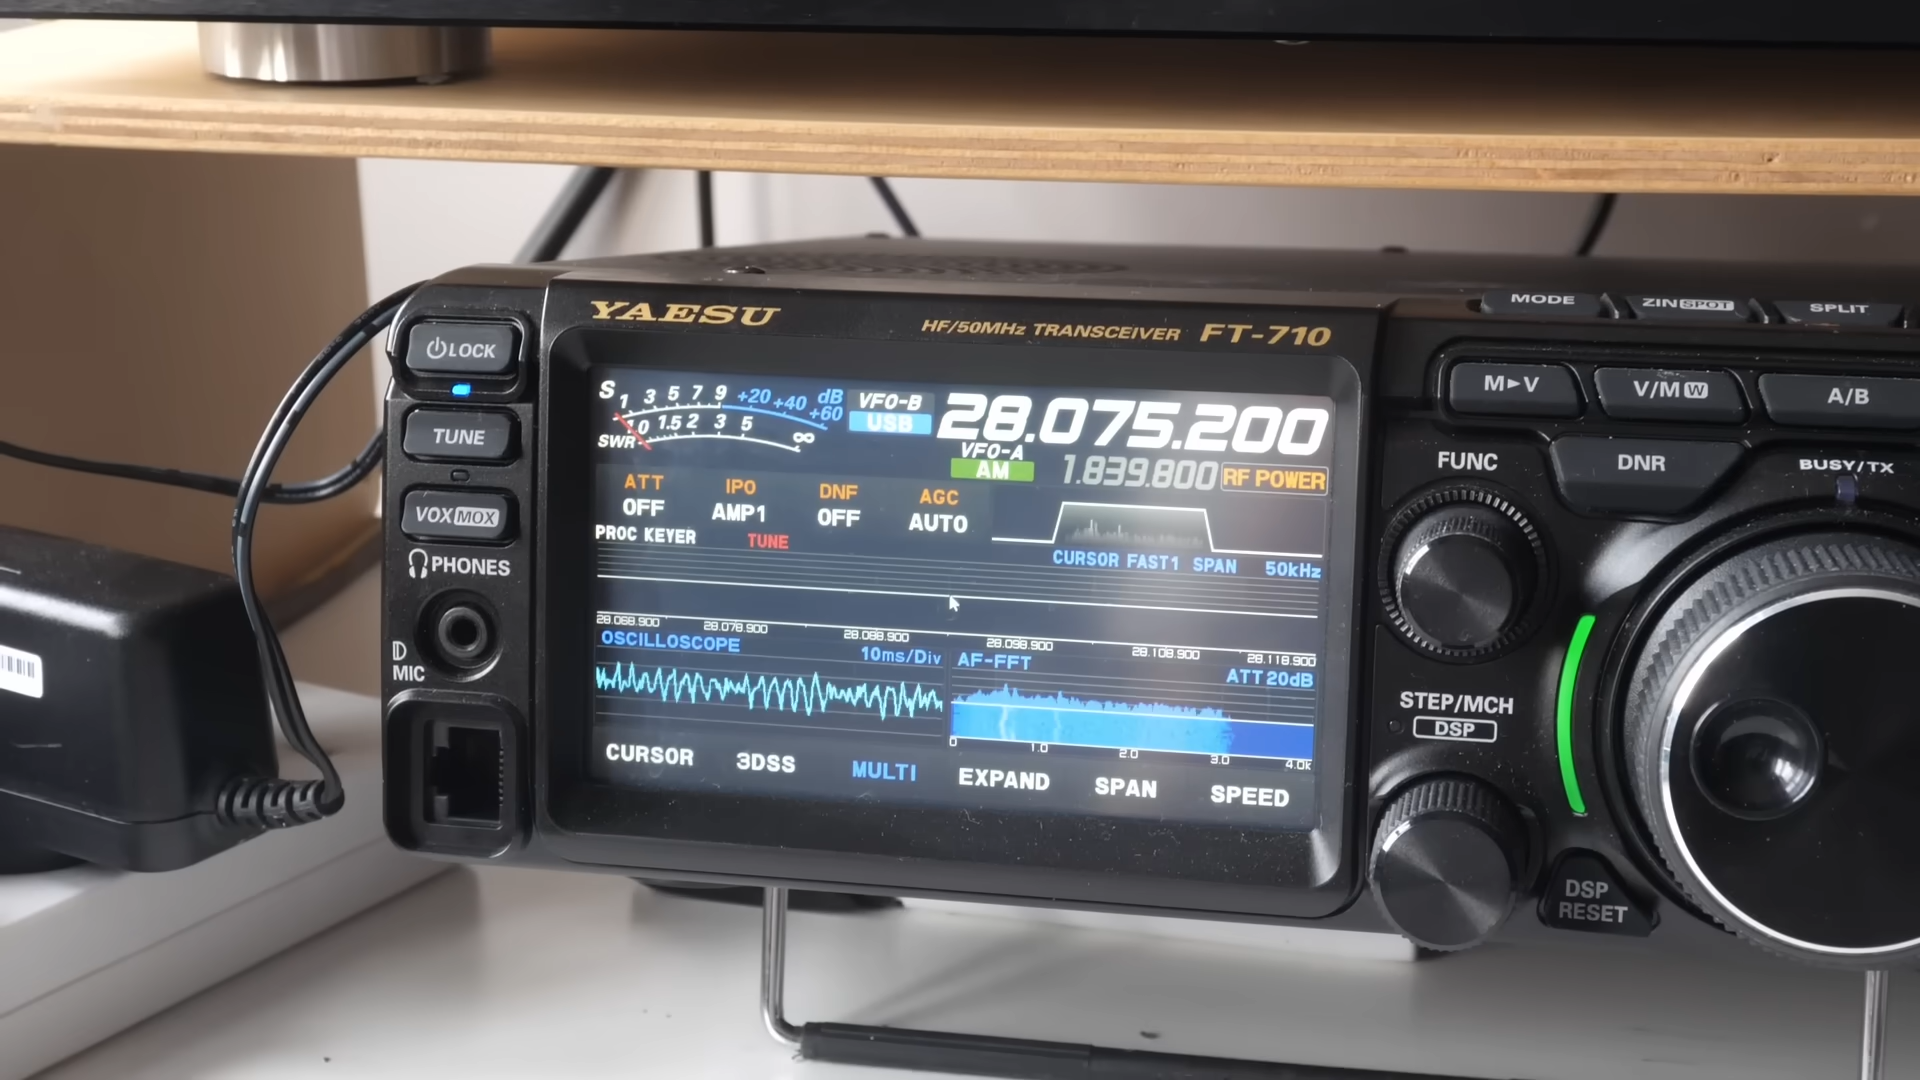 YAESU
HF/50MHz TRANSCEIVER FT-710
LOCK
TUNE
VOX MOX
PHONES
MIC
S 1 3 5 7 9 +20 +40 +60 dB
SWR 1.0 1.5 2 3 5 ∞
VFO-B
USB
28.075.200
VFO-A
AM
1.839.800
RF POWER
ATT IPO DNF AGC
OFF AMP1 OFF AUTO
PROC KEYER TUNE
CURSOR FAST1 SPAN 50kHz
28.068.900 28.078.900 28.088.900 28.098.900 28.108.900 28.118.900
OSCILLOSCOPE 10ms/Div
AF-FFT ATT 20dB
0 1.0 2.0 3.0 4.0k
CURSOR 3DSS MULTI EXPAND SPAN SPEED
MODE ZIN SPOT SPLIT
M►V V/M W A/B
FUNC DNR BUSY/TX
STEP/MCH
DSP
DSP
RESET